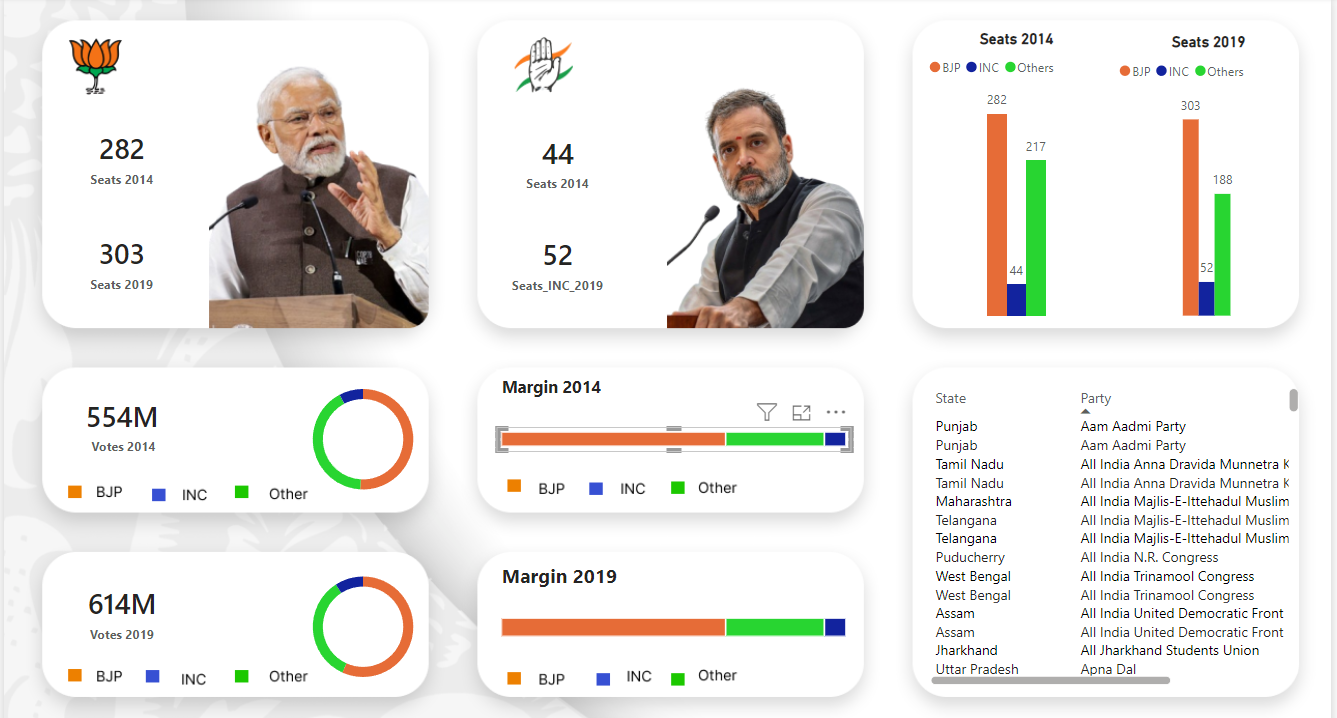 282
Seats 2014
303
Seats 2019
44
Seats 2014
52
Seats_INC_2019
Seats 2014
BJP INC Others
282
44
217
Seats 2019
BJP INC Others
303
52
188
554M
Votes 2014
BJP INC Other
Margin 2014
BJP INC Other
614M
Votes 2019
BJP INC Other
Margin 2019
BJP INC Other
State Party
Punjab Aam Aadmi Party
Punjab Aam Aadmi Party
Tamil Nadu All India Anna Dravida Munnetra K
Tamil Nadu All India Anna Dravida Munnetra K
Maharashtra All India Majlis-E-Ittehadul Muslim
Telangana All India Majlis-E-Ittehadul Muslim
Telangana All India Majlis-E-Ittehadul Muslim
Puducherry All India N.R. Congress
West Bengal All India Trinamool Congress
West Bengal All India Trinamool Congress
Assam All India United Democratic Front
Assam All India United Democratic Front
Jharkhand All Jharkhand Students Union
Uttar Pradesh Apna Dal